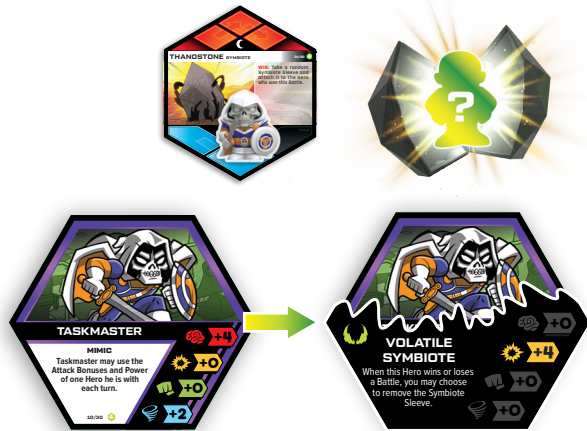 THANOSTONE SYMBIOTE
WIN: Take a random
Symbiote Sleeve and
attach it to the Hero
who won this Battle.
?
TASKMASTER
MIMIC
Taskmaster may use the
Attack Bonuses and Power
of one Hero he is with
each turn.
10/30
+4
+0
+0
+2
VOLATILE
SYMBIOTE
When this Hero wins or loses
a Battle, you may choose
to remove the Symbiote
Sleeve.
+0
+4
+0
+0